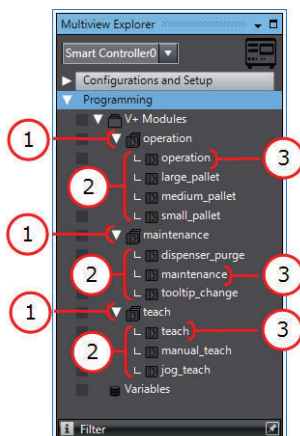 Multiview Explorer
Smart Controller0
Configurations and Setup
Programming
V+ Modules
1 operation
operation 3
2 large_pallet
medium_pallet
small_pallet
1 maintenance
dispenser_purge
2 maintenance 3
tooltip_change
1 teach
teach 3
2 manual_teach
jog_teach
Variables
i Filter